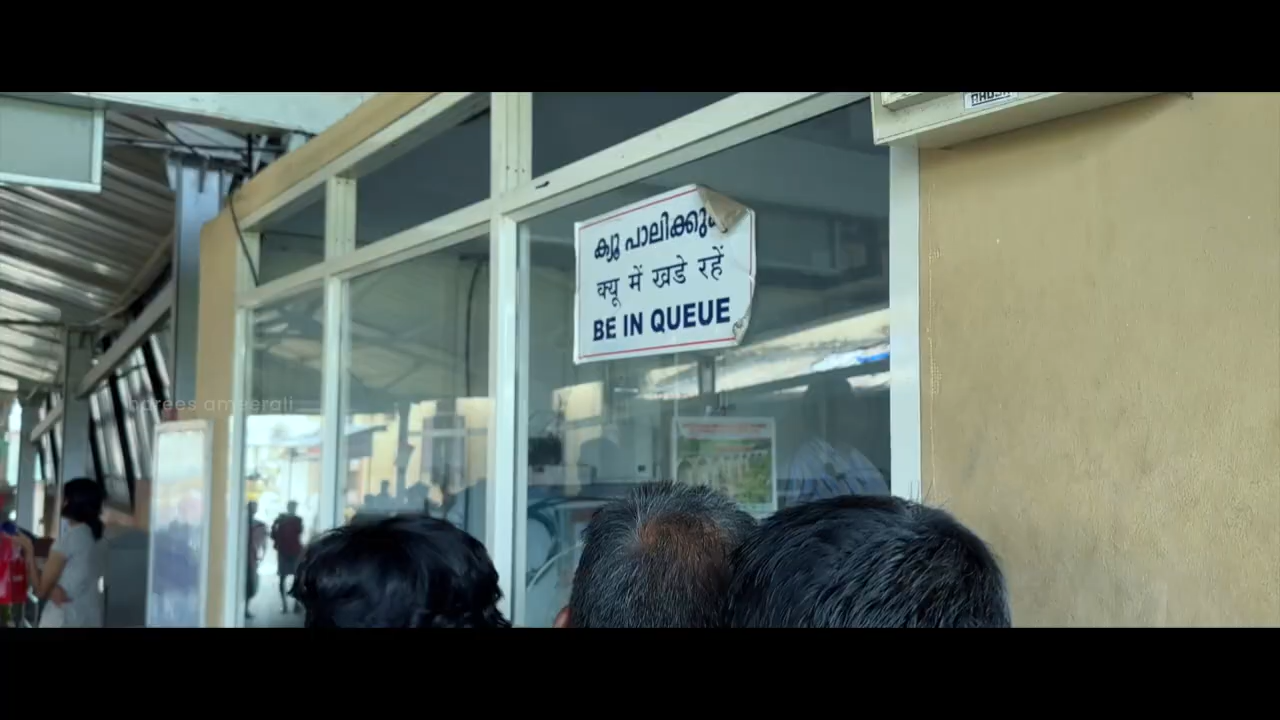 ക്യൂ പാലിക്കുക
क्यू में खडे रहें
BE IN QUEUE
harees ameerali